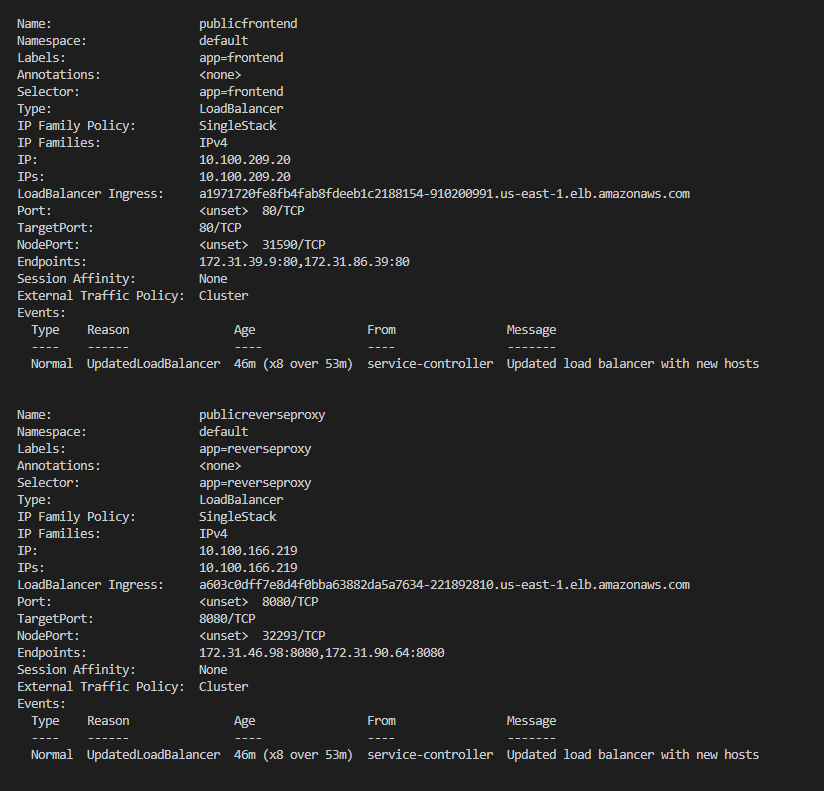 Name: publicfrontend
Namespace: default
Labels: app=frontend
Annotations: <none>
Selector: app=frontend
Type: LoadBalancer
IP Family Policy: SingleStack
IP Families: IPv4
IP: 10.100.209.20
IPs: 10.100.209.20
LoadBalancer Ingress: a1971720fe8fb4fab8fdeeb1c2188154-910200991.us-east-1.elb.amazonaws.com
Port: <unset> 80/TCP
TargetPort: 80/TCP
NodePort: <unset> 31590/TCP
Endpoints: 172.31.39.9:80,172.31.86.39:80
Session Affinity: None
External Traffic Policy: Cluster
Events:
Type Reason Age From Message
---- ------ ---- ---- -------
Normal UpdatedLoadBalancer 46m (x8 over 53m) service-controller Updated load balancer with new hosts
Name: publicreverseproxy
Namespace: default
Labels: app=reverseproxy
Annotations: <none>
Selector: app=reverseproxy
Type: LoadBalancer
IP Family Policy: SingleStack
IP Families: IPv4
IP: 10.100.166.219
IPs: 10.100.166.219
LoadBalancer Ingress: a603c0dff7e8d4f0bba63882da5a7634-221892810.us-east-1.elb.amazonaws.com
Port: <unset> 8080/TCP
TargetPort: 8080/TCP
NodePort: <unset> 32293/TCP
Endpoints: 172.31.46.98:8080,172.31.90.64:8080
Session Affinity: None
External Traffic Policy: Cluster
Events:
Type Reason Age From Message
---- ------ ---- ---- -------
Normal UpdatedLoadBalancer 46m (x8 over 53m) service-controller Updated load balancer with new hosts